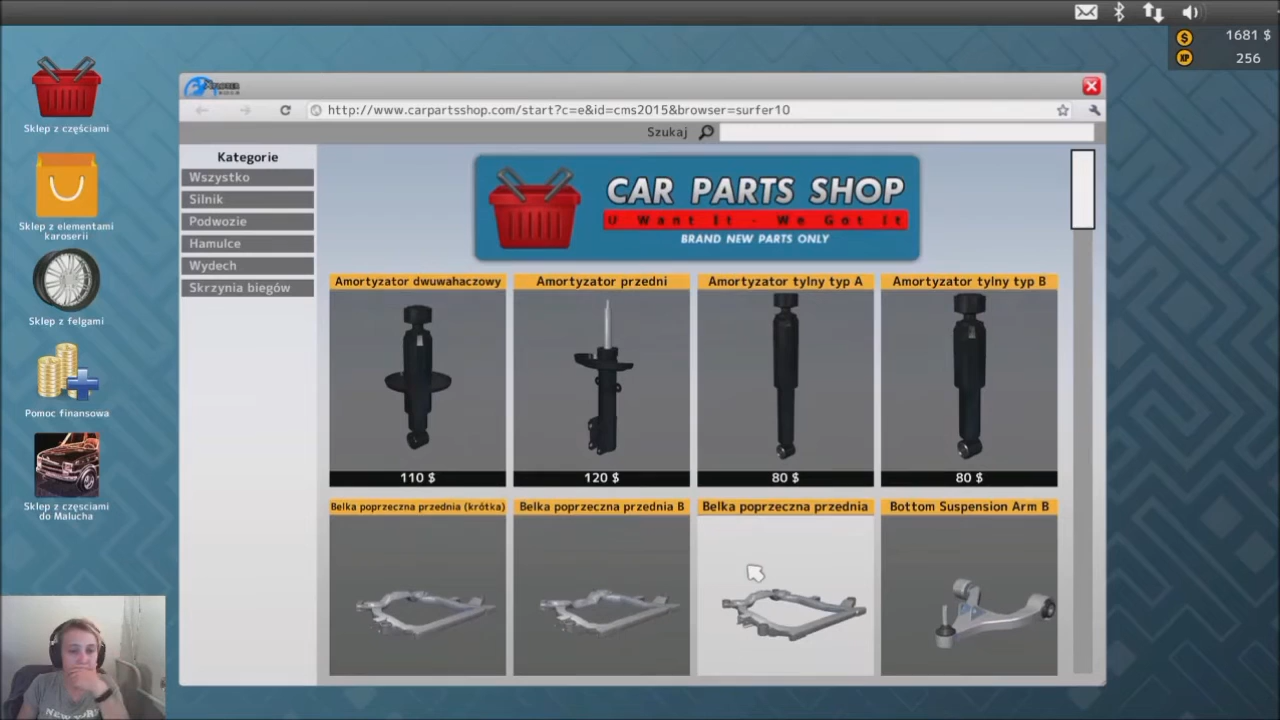 1681 $
256
Sklep z częściami
Sklep z elementami
karoserii
Sklep z felgami
Pomoc finansowa
Sklep z częsciami
do Malucha
http://www.carpartsshop.com/start?c=e&id=cms2015&browser=surfer10
Szukaj
Kategorie
Wszystko
Silnik
Podwozie
Hamulce
Wydech
Skrzynia biegów
CAR PARTS SHOP
U Want It - We Got It
BRAND NEW PARTS ONLY
Amortyzator dwuwahaczowy
Amortyzator przedni
Amortyzator tylny typ A
Amortyzator tylny typ B
110 $
120 $
80 $
80 $
Belka poprzeczna przednia (krótka)
Belka poprzeczna przednia B
Belka poprzeczna przednia
Bottom Suspension Arm B
NEW YORK